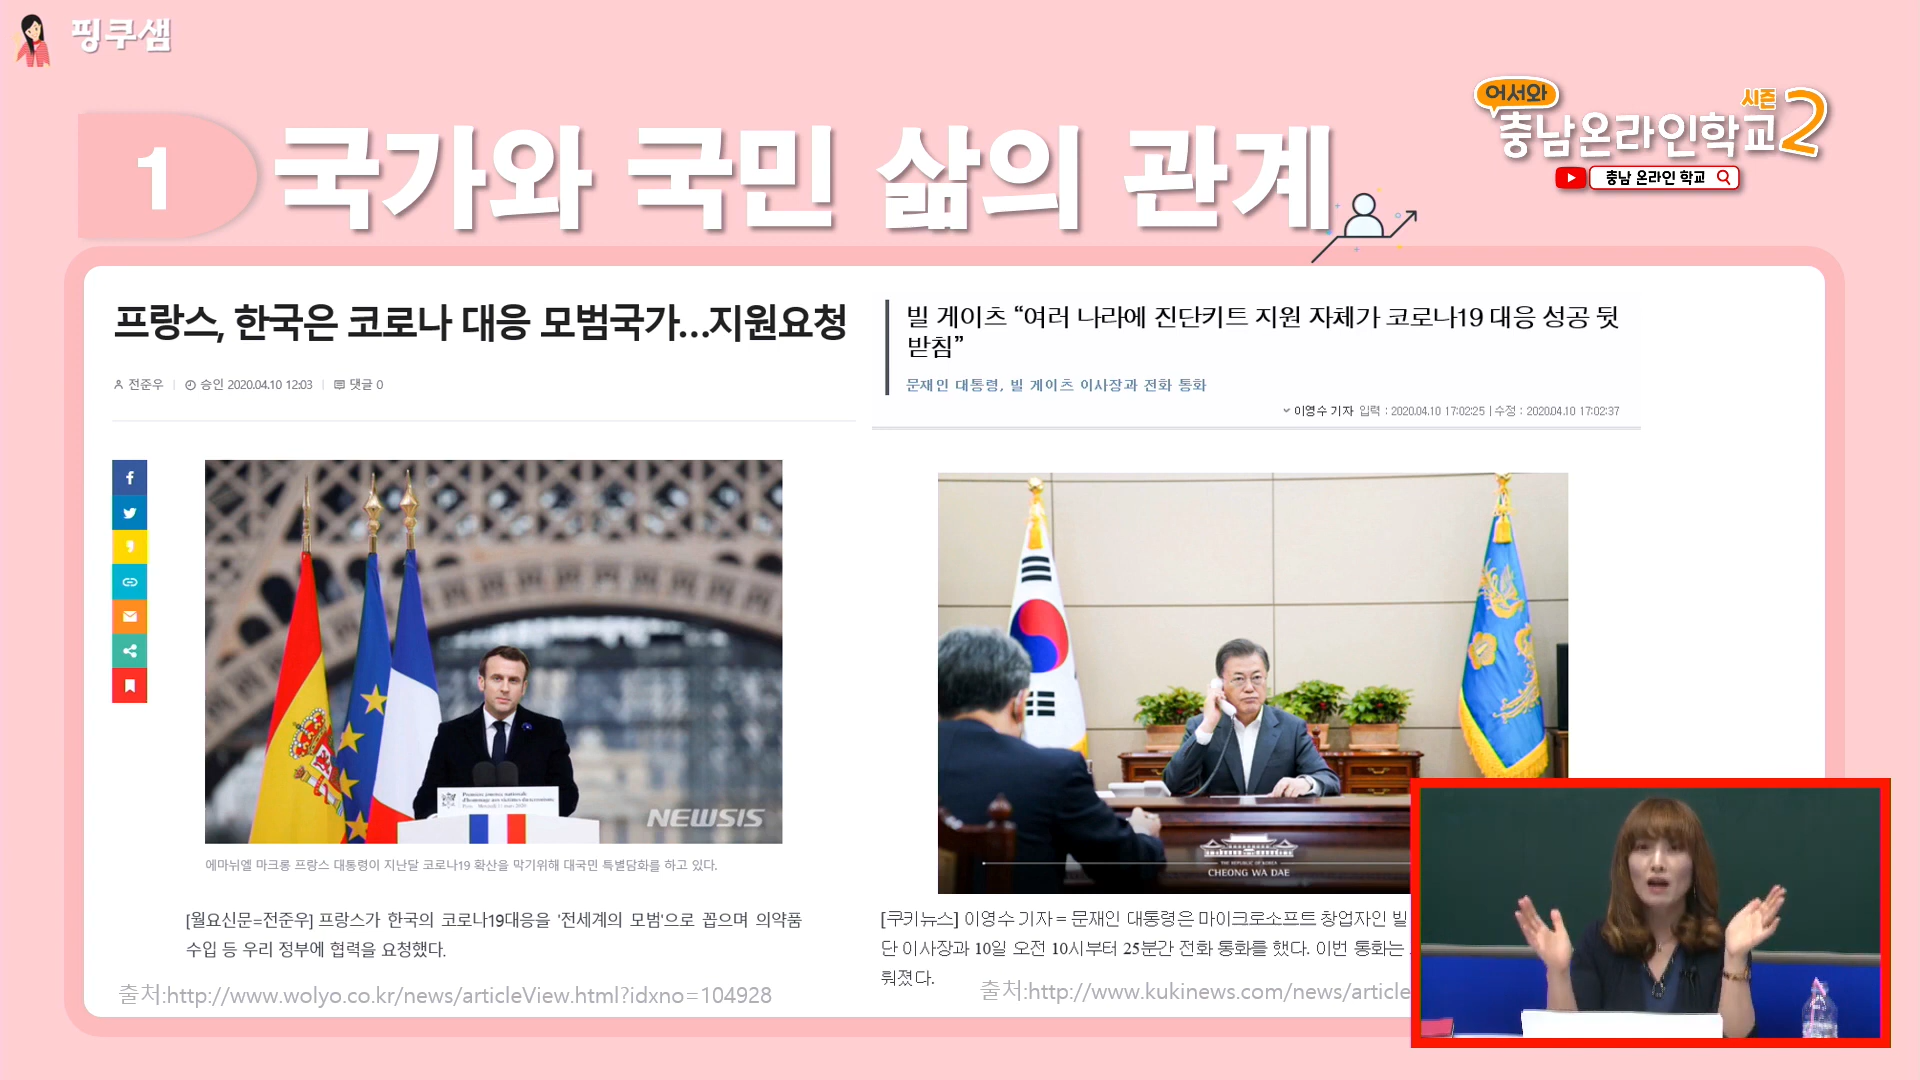 핑쿠샘
어서와
시즌2
충남온라인학교
충남 온라인 학교
1
국가와 국민 삶의 관계
프랑스, 한국은 코로나 대응 모범국가...지원요청
전준우 | 승인 2020.04.10 12:03 | 댓글 0
NEWSIS
에마뉘엘 마크롱 프랑스 대통령이 지난달 코로나19 확산을 막기위해 대국민 특별담화를 하고 있다.
[월요신문=전준우] 프랑스가 한국의 코로나19대응을 '전세계의 모범'으로 꼽으며 의약품
수입 등 우리 정부에 협력을 요청했다.
출처:http://www.wolyo.co.kr/news/articleView.html?idxno=104928
빌 게이츠 “여러 나라에 진단키트 지원 자체가 코로나19 대응 성공 뒷
받침”
문재인 대통령, 빌 게이츠 이사장과 전화 통화
이영수 기자 입력 : 2020.04.10 17:02:25 | 수정 : 2020.04.10 17:02:37
THE REPUBLIC OF KOREA
CHEONG WA DAE
[쿠키뉴스] 이영수 기자 = 문재인 대통령은 마이크로소프트 창업자인 빌
단 이사장과 10일 오전 10시부터 25분간 전화 통화를 했다. 이번 통화는
뤄졌다.
출처:http://www.kukinews.com/news/article